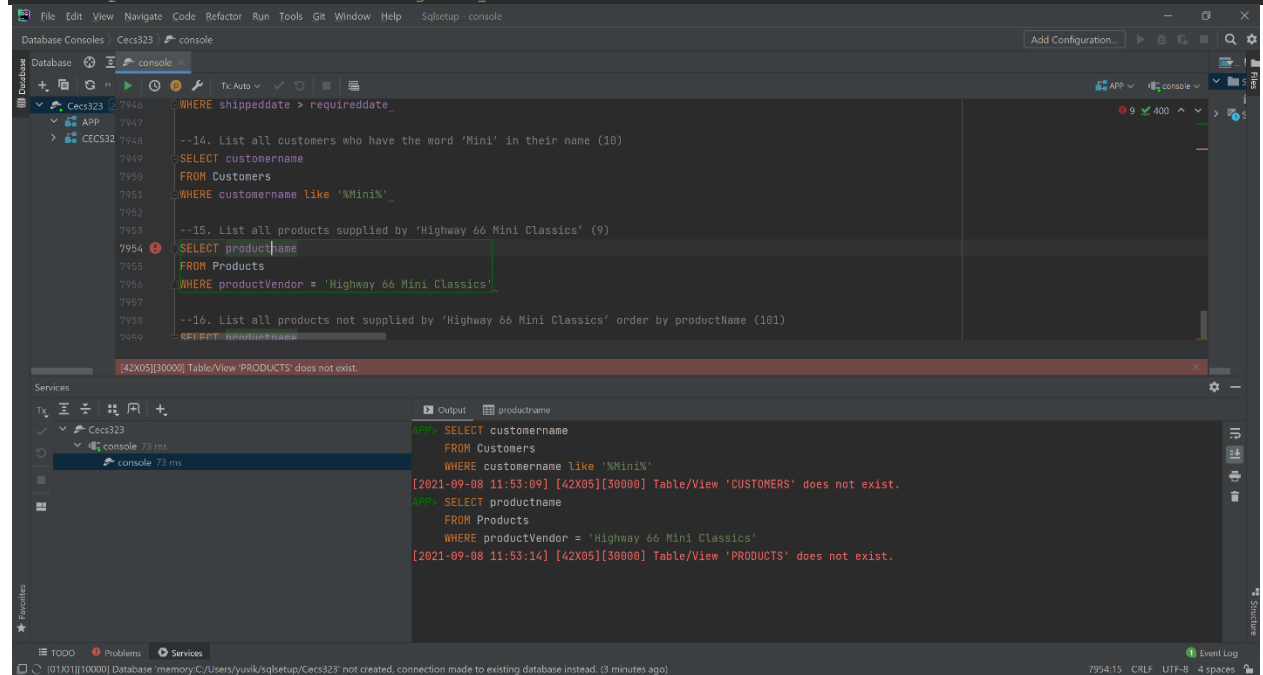 File Edit View Navigate Code Refactor Run Tools Git Window Help Sqlsetup - console
Database Consoles Cecs323 console Add Configuration...
Database console
Database
Tx: Auto APP console
Cecs323
APP
CECS32
7946 WHERE shippeddate > requireddate
9 400
7947
7948 --14. List all customers who have the word ‘Mini’ in their name (10)
7949 SELECT customername
7950 FROM Customers
7951 WHERE customername like '%Mini%'
7952
7953 --15. List all products supplied by ‘Highway 66 Mini Classics’ (9)
7954 SELECT productname
7955 FROM Products
7956 WHERE productVendor = 'Highway 66 Mini Classics'
7957
7958 --16. List all products not supplied by ‘Highway 66 Mini Classics’ order by productName (101)
7959 SELECT productname
Files
[42X05][30000] Table/View 'PRODUCTS' does not exist.
Services
Tx
Cecs323
console 73 ms
console 73 ms
Output productname
APP> SELECT customername
FROM Customers
WHERE customername like '%Mini%'
[2021-09-08 11:53:09] [42X05][30000] Table/View 'CUSTOMERS' does not exist.
APP> SELECT productname
FROM Products
WHERE productVendor = 'Highway 66 Mini Classics'
[2021-09-08 11:53:14] [42X05][30000] Table/View 'PRODUCTS' does not exist.
Favorites
Structure
TODO Problems Services 1 Event Log
[01J01][10000] Database 'memory:C:/Users/yuvik/sqlsetup/Cecs323' not created, connection made to existing database instead. (3 minutes ago) 7954:15 CRLF UTF-8 4 spaces